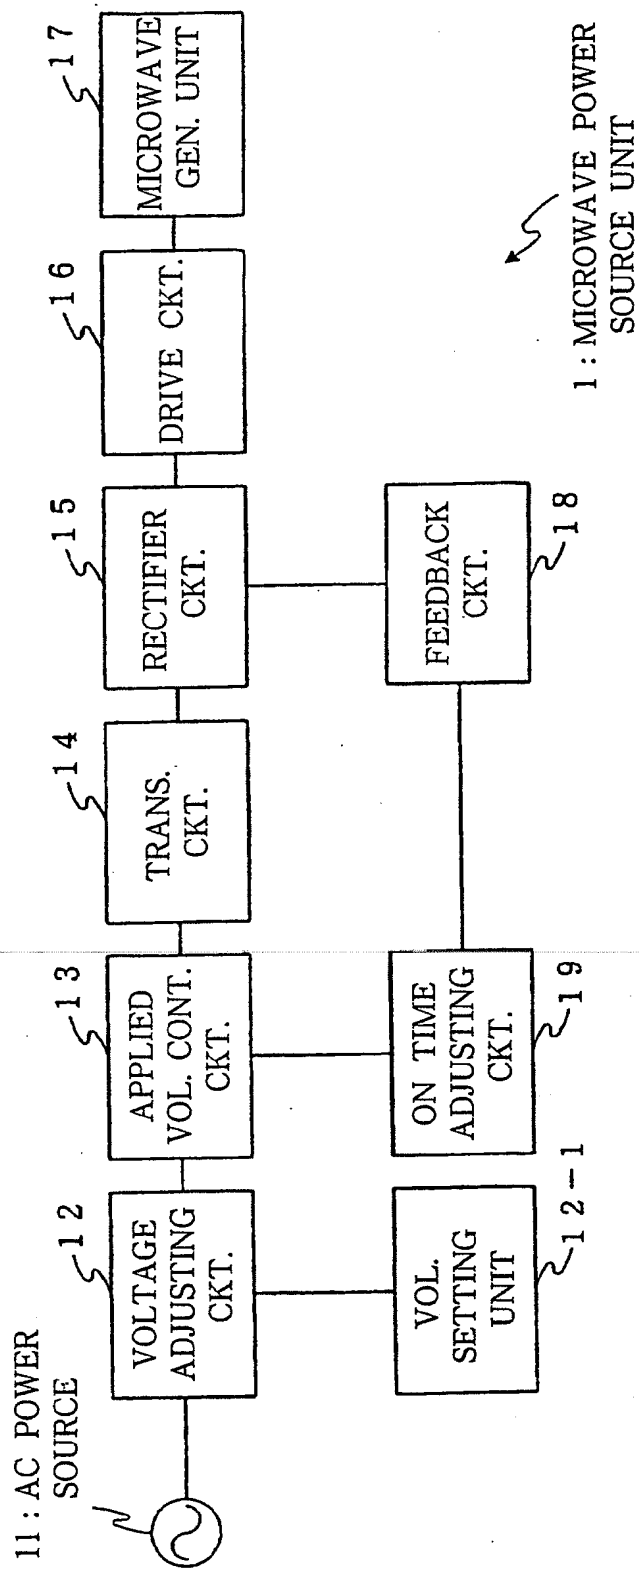 11:AC POWER
SOURCE
12
VOLTAGE
ADJUSTING
CKT.
13
APPLIED
VOL. CONT.
CKT.
14
TRANS.
CKT.
15
RECTIFIER
CKT.
16
DRIVE CKT.
17
MICROWAVE
GEN. UNIT
VOL.
SETTING
UNIT
12-1
ON TIME
ADJUSTING
CKT.
19
FEEDBACK
CKT.
18
1:MICROWAVE POWER
SOURCE UNIT